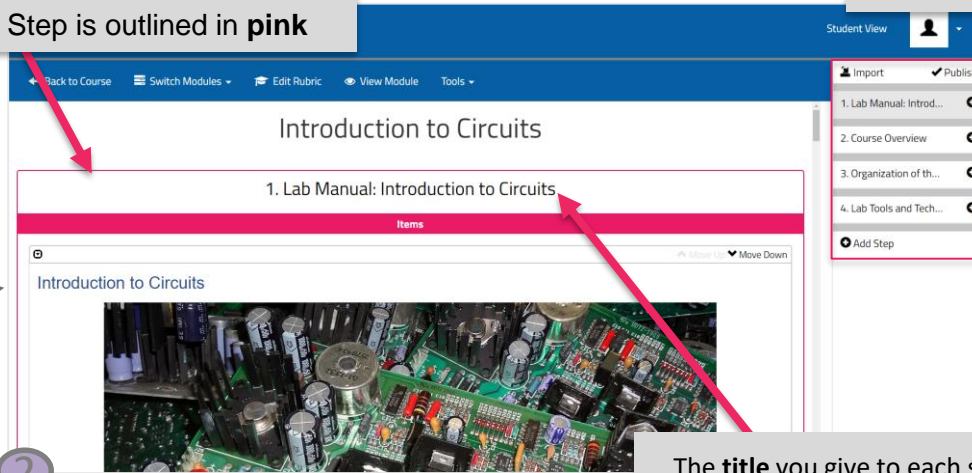 Step is outlined in pink
Student View
Back to Course Switch Modules Edit Rubric View Module Tools
Import Publis
Introduction to Circuits
1. Lab Manual: Introd...
2. Course Overview
3. Organization of th...
4. Lab Tools and Tech...
Add Step
1. Lab Manual: Introduction to Circuits
Items
Move Up Move Down
Introduction to Circuits
2
The title you give to each s